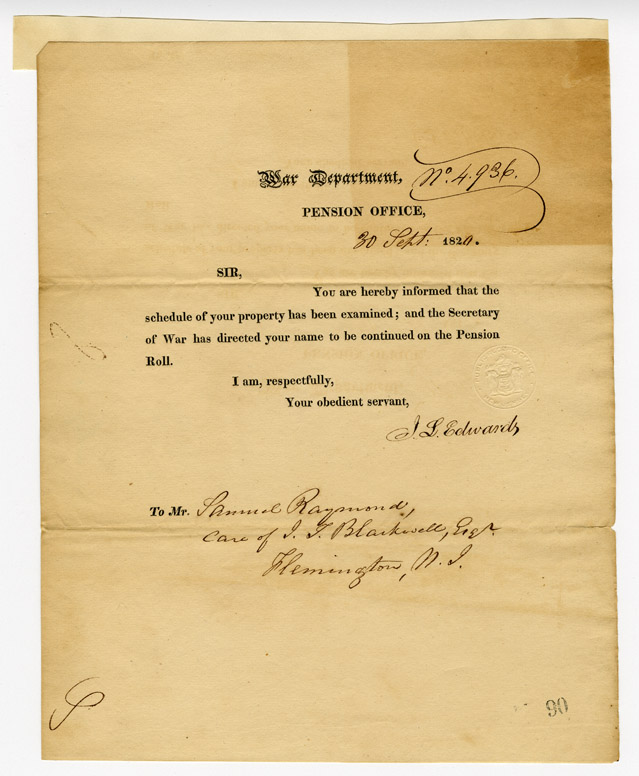 War Department, No. 4.936.
PENSION OFFICE,
30 Sept: 1820.
SIR,
You are hereby informed that the
schedule of your property has been examined; and the Secretary
of War has directed your name to be continued on the Pension
Roll.
I am, respectfully,
Your obedient servant,
J. L. Edwards
To Mr. Samuel Raymond,
Care of J. T. Blackwell, Esqr.
Flemington, N. J.
90